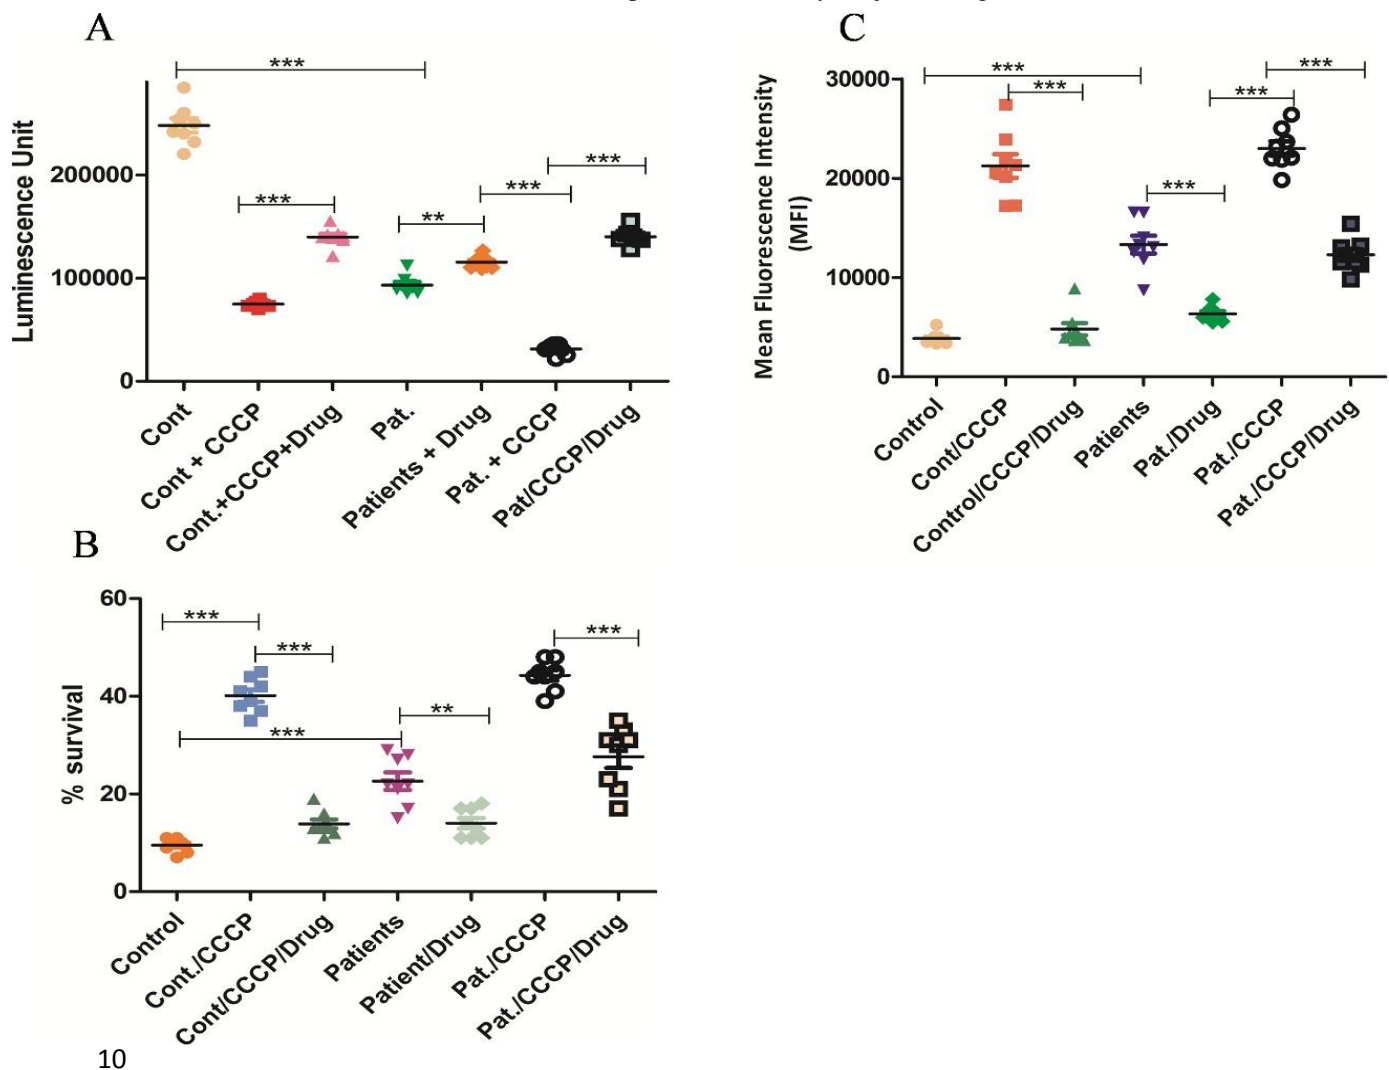 A
***
***
***
**
***
***
Luminescence Unit
200000
100000
0
Cont
Cont + CCCP
Cont.+CCCP+Drug
Pat.
Patients + Drug
Pat. + CCCP
Pat/CCCP/Drug
B
***
***
***
**
***
% survival
60
40
20
0
Control
Cont./CCCP
Cont/CCCP/Drug
Patients
Patient/Drug
Pat./CCCP
Pat./CCCP/Drug
C
***
***
***
***
***
Mean Fluorescence Intensity
(MFI)
30000
20000
10000
0
Control
Cont/CCCP
Control/CCCP/Drug
Patients
Pat./Drug
Pat./CCCP
Pat./CCCP/Drug
10